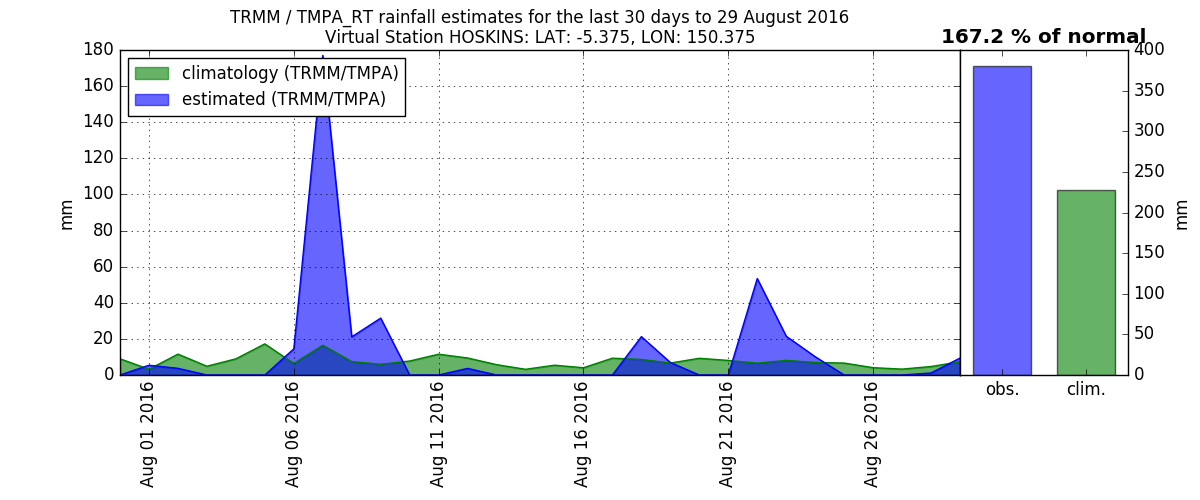 TRMM / TMPA_RT rainfall estimates for the last 30 days to 29 August 2016
Virtual Station HOSKINS: LAT: -5.375, LON: 150.375
167.2 % of normal
climatology (TRMM/TMPA)
estimated (TRMM/TMPA)
180
160
140
120
100
80
60
40
20
0
mm
Aug 01 2016
Aug 06 2016
Aug 11 2016
Aug 16 2016
Aug 21 2016
Aug 26 2016
obs.
clim.
400
350
300
250
200
150
100
50
0
mm